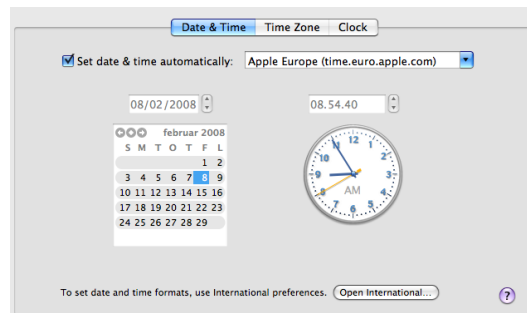 Date & Time Time Zone Clock
Set date & time automatically: Apple Europe (time.euro.apple.com)
08/02/2008 08.54.40
februar 2008
S M T O T F L
1 2
3 4 5 6 7 8 9
10 11 12 13 14 15 16
17 18 19 20 21 22 23
24 25 26 27 28 29
12
11
10 2
9 3
AM
8 4
7 6 5
To set date and time formats, use International preferences. Open International... ?